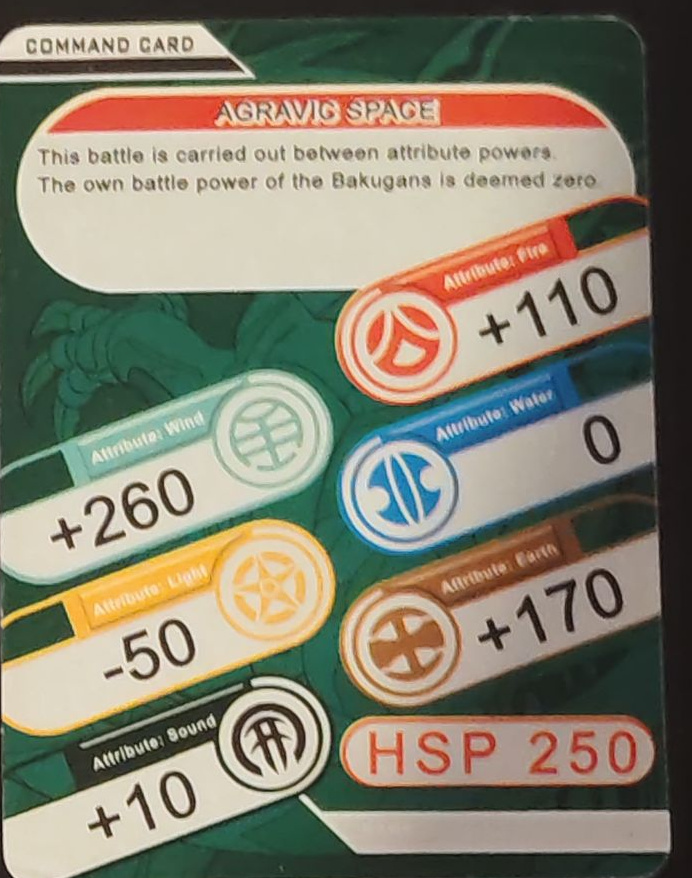 COMMAND CARD
AGRAVIC SPACE
This battle is carried out between attribute powers.
The own battle power of the Bakugans is deemed zero.
Attribute: Fire
+110
Attribute: Wind
+260
Attribute: Water
0
Attribute: Light
-50
Attribute: Earth
+170
Attribute: Sound
+10
HSP 250